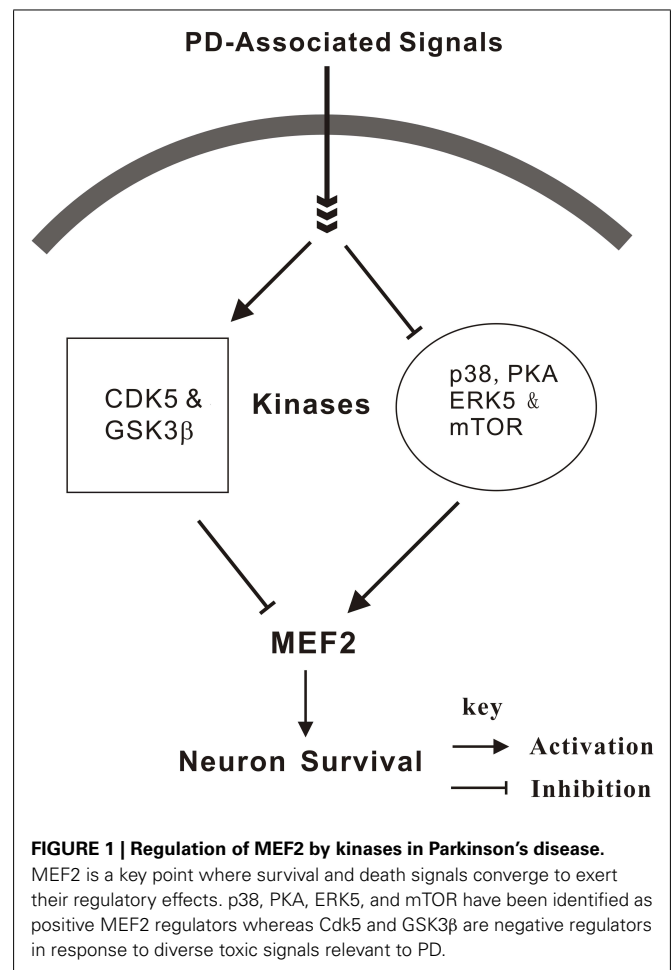 PD-Associated Signals
CDK5 &
GSK3β
Kinases
p38, PKA
ERK5 &
mTOR
MEF2
Neuron Survival
key
Activation
Inhibition
FIGURE 1 | Regulation of MEF2 by kinases in Parkinson's disease.
MEF2 is a key point where survival and death signals converge to exert
their regulatory effects. p38, PKA, ERK5, and mTOR have been identified as
positive MEF2 regulators whereas Cdk5 and GSK3β are negative regulators
in response to diverse toxic signals relevant to PD.